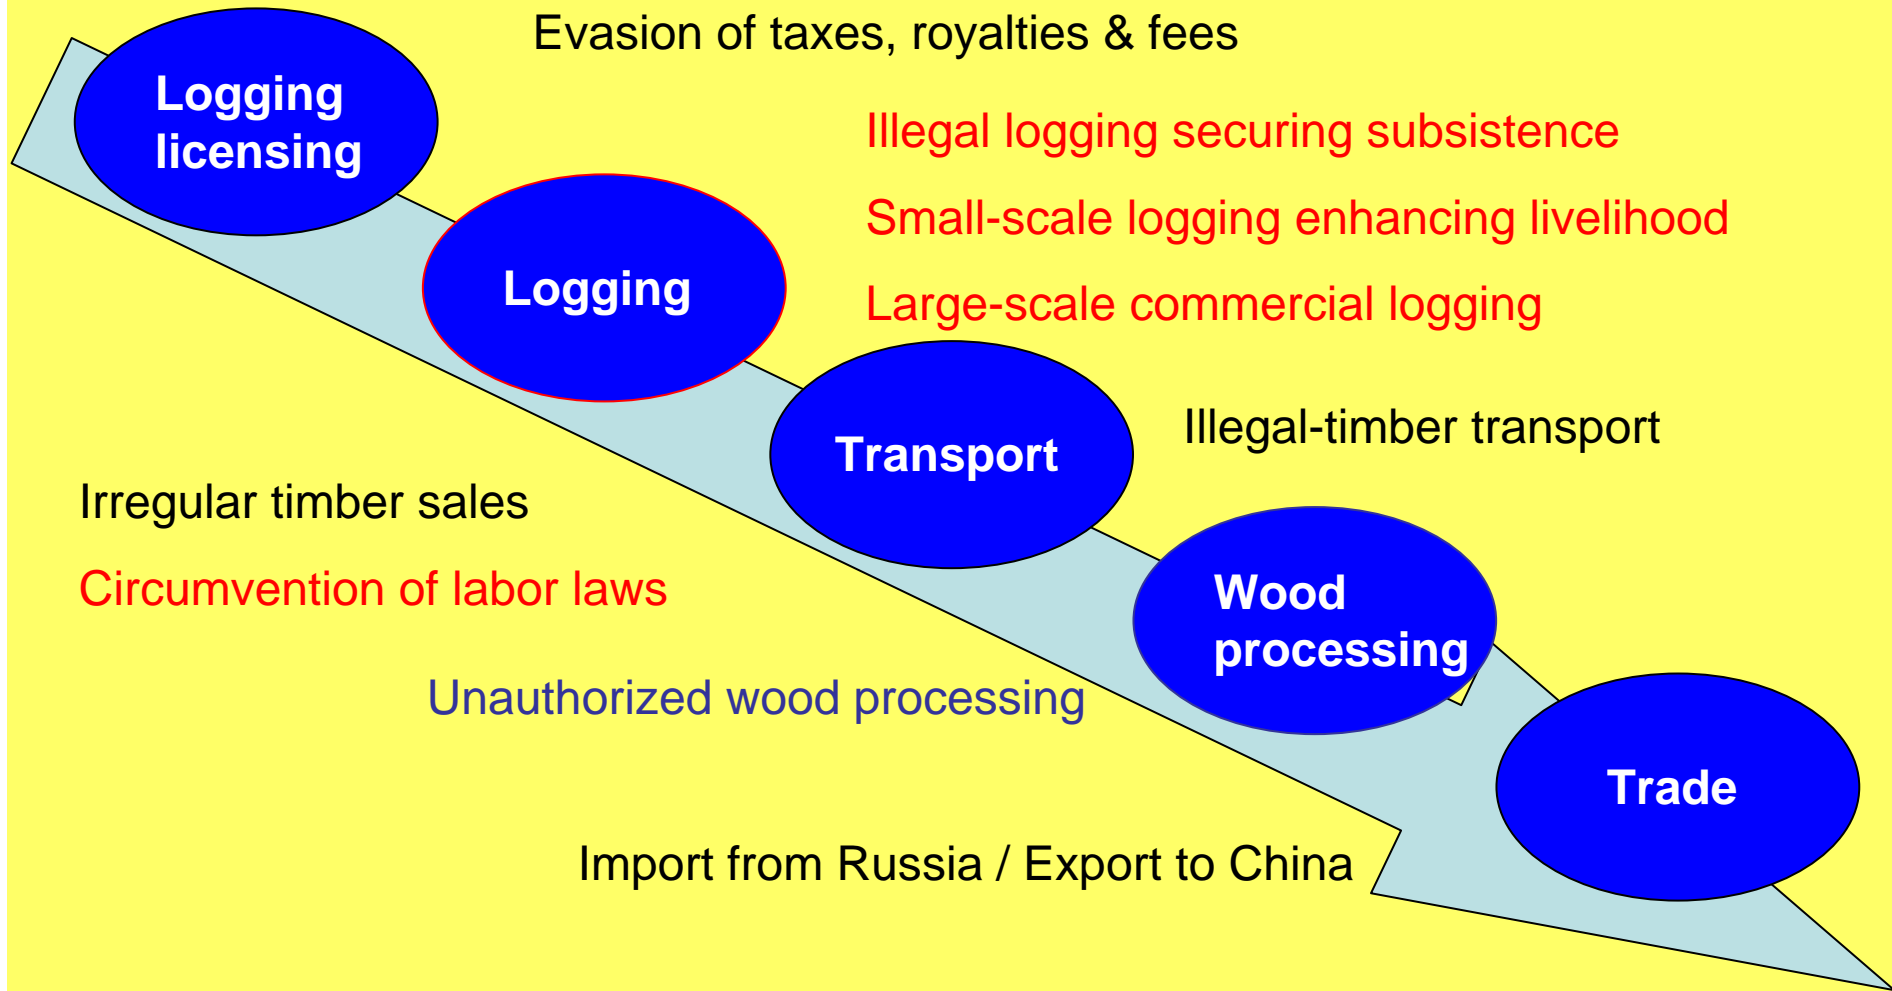 Evasion of taxes, royalties & fees
Logging
licensing
Illegal logging securing subsistence
Small-scale logging enhancing livelihood
Logging
Large-scale commercial logging
Transport
Illegal-timber transport
Irregular timber sales
Circumvention of labor laws
Wood
processing
Unauthorized wood processing
Trade
Import from Russia / Export to China